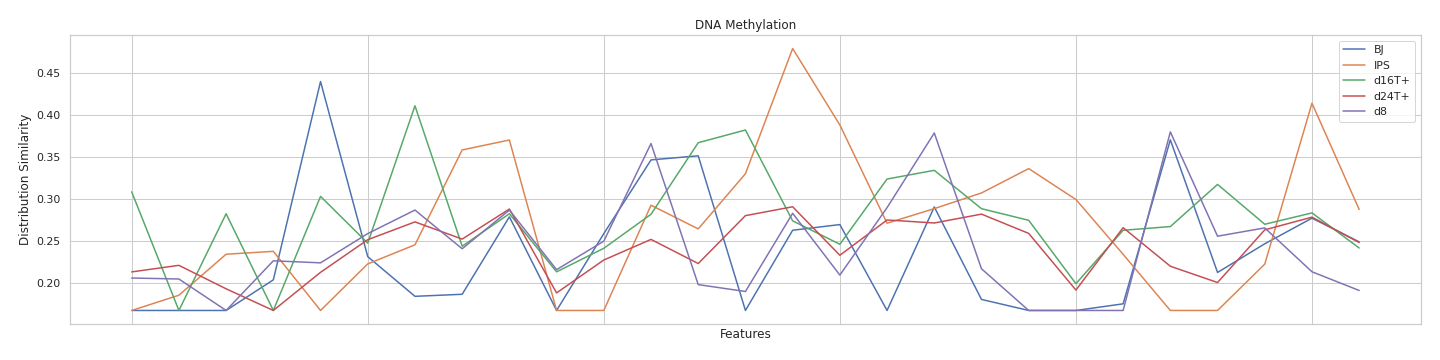 DNA Methylation
Distribution Similarity
0.45
0.40
0.35
0.30
0.25
0.20
BJ
IPS
d16T+
d24T+
d8
Features